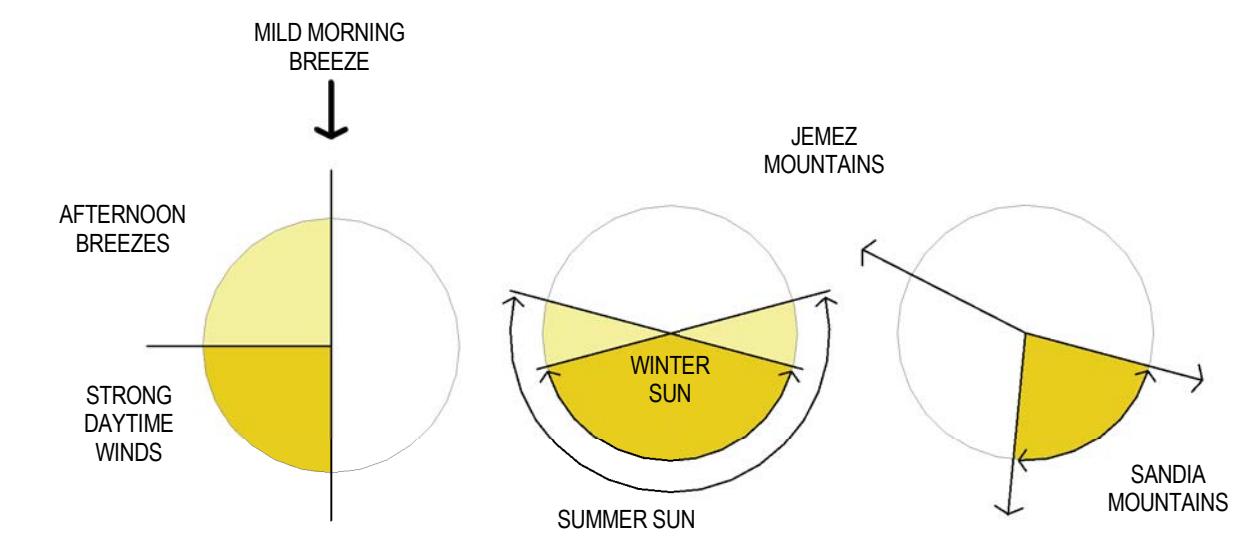 MILD MORNING
BREEZE
AFTERNOON
BREEZES
STRONG
DAYTIME
WINDS
WINTER
SUN
SUMMER SUN
JEMEZ
MOUNTAINS
SANDIA
MOUNTAINS